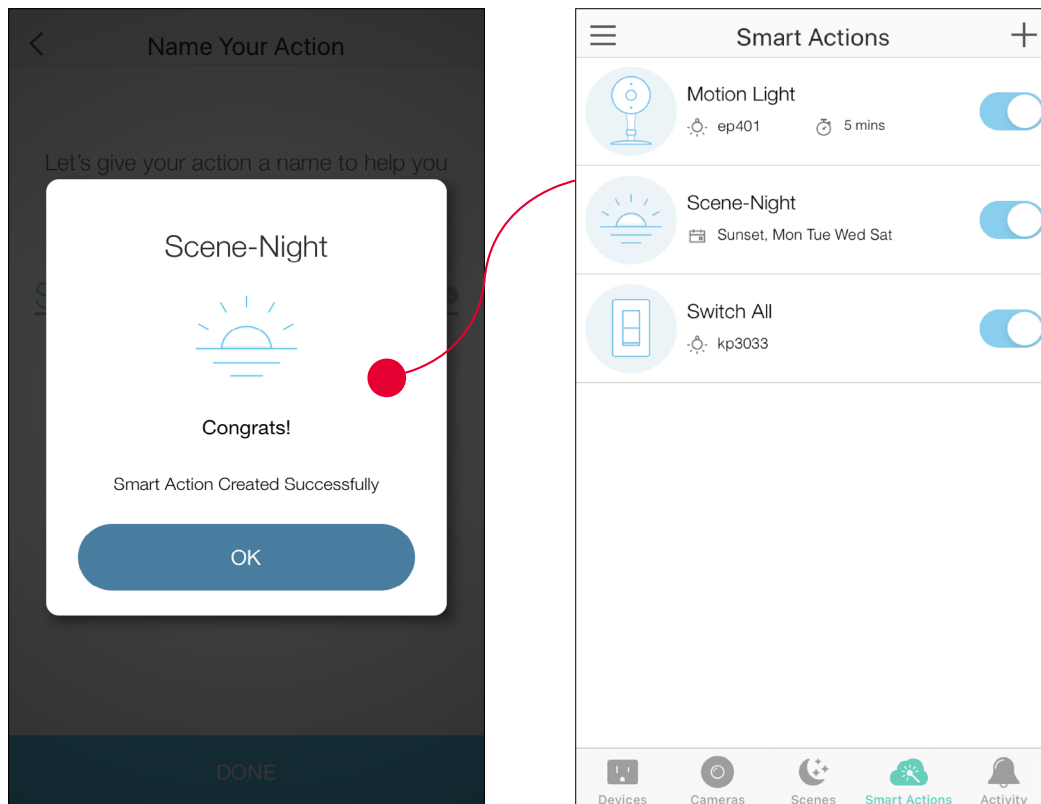 Name Your Action
Let's give your action a name to help you
Scene-Night
Congrats!
Smart Action Created Successfully
OK
DONE
Smart Actions
Motion Light
ep401 5 mins
Scene-Night
Sunset, Mon Tue Wed Sat
Switch All
kp3033
Devices Cameras Scenes Smart Actions Activity